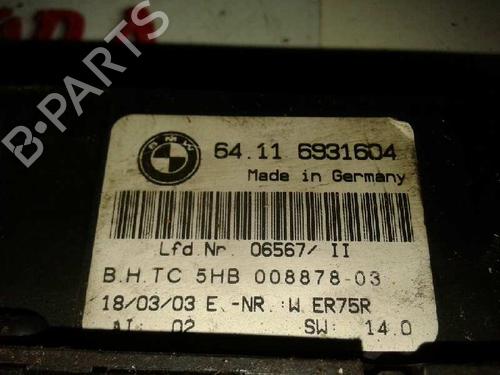 B-PARTS
BMW
64.11 6931604
Made in Germany
Lfd.Nr. 06567/ II
B.H.TC 5HB 008878-03
18/03/03 E.-NR.:W.ER75R
AI: 02 SW: 14.0